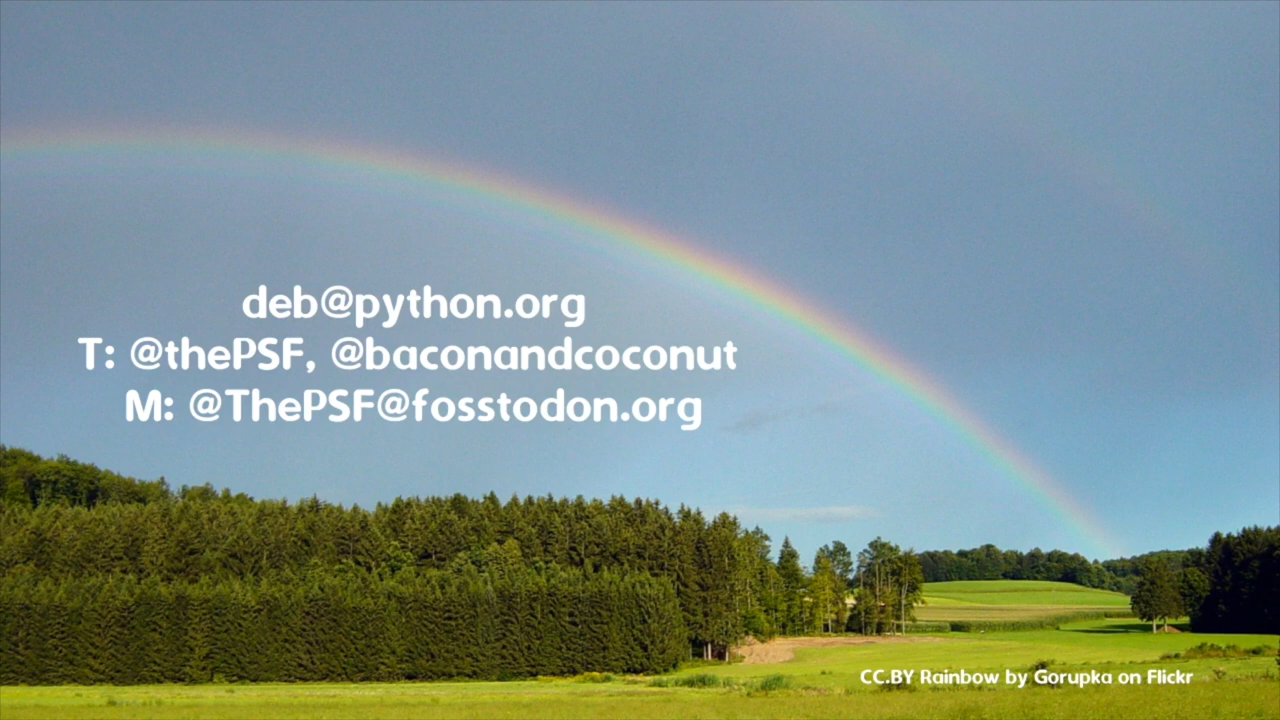 deb@python.org
T: @thePSF, @baconandcoconut
M: @ThePSF@fosstodon.org
CC.BY Rainbow by Gorupka on Flickr